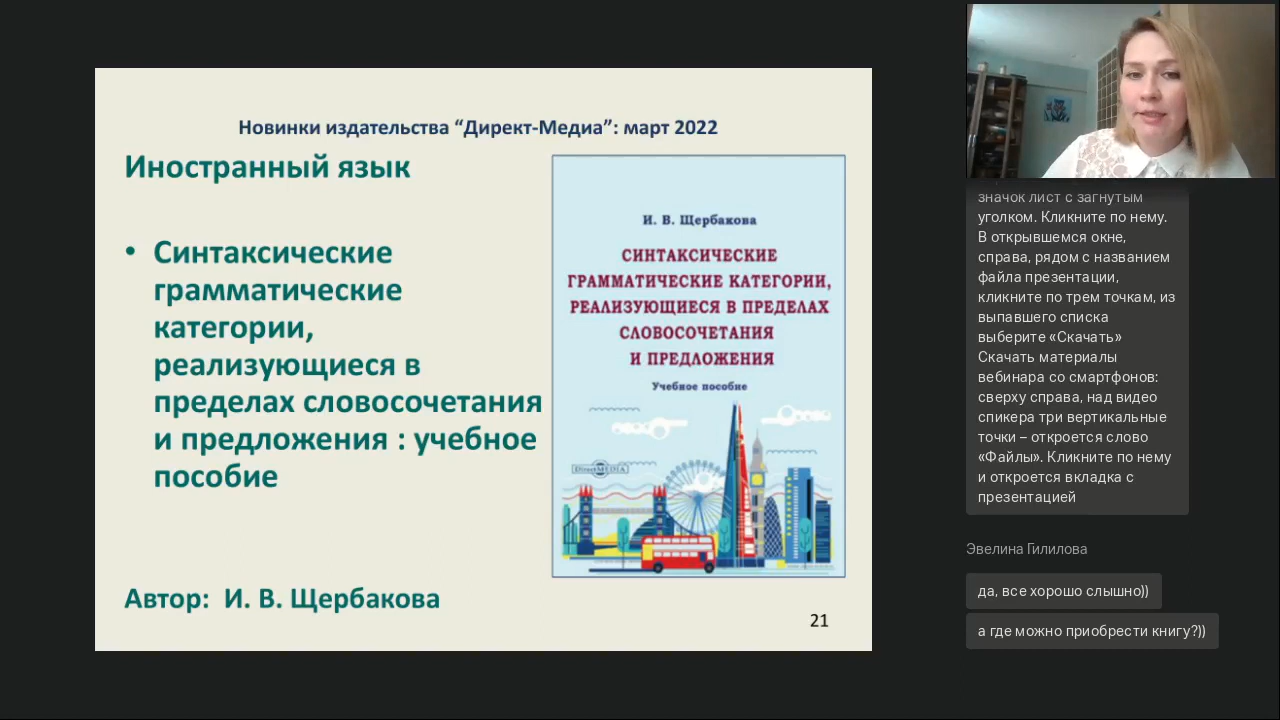 Новинки издательства “Директ-Медиа”: март 2022
Иностранный язык
• Синтаксические
грамматические
категории,
реализующиеся в
пределах словосочетания
и предложения : учебное
пособие
Автор: И. В. Щербакова
И. В. Щербакова
СИНТАКСИЧЕСКИЕ
ГРАММАТИЧЕСКИЕ КАТЕГОРИИ,
РЕАЛИЗУЮЩИЕСЯ В ПРЕДЕЛАХ
СЛОВОСОЧЕТАНИЯ
И ПРЕДЛОЖЕНИЯ
Учебное пособие
DirectMEDIA
21
значок лист с загнутым
уголком. Кликните по нему.
В открывшемся окне,
справа, рядом с названием
файла презентации,
кликните по трем точкам, из
выпавшего списка
выберите «Скачать»
Скачать материалы
вебинара со смартфонов:
сверху справа, над видео
спикера три вертикальные
точки – откроется слово
«Файлы». Кликните по нему
и откроется вкладка с
презентацией
Эвелина Гилилова
да, все хорошо слышно))
а где можно приобрести книгу?))